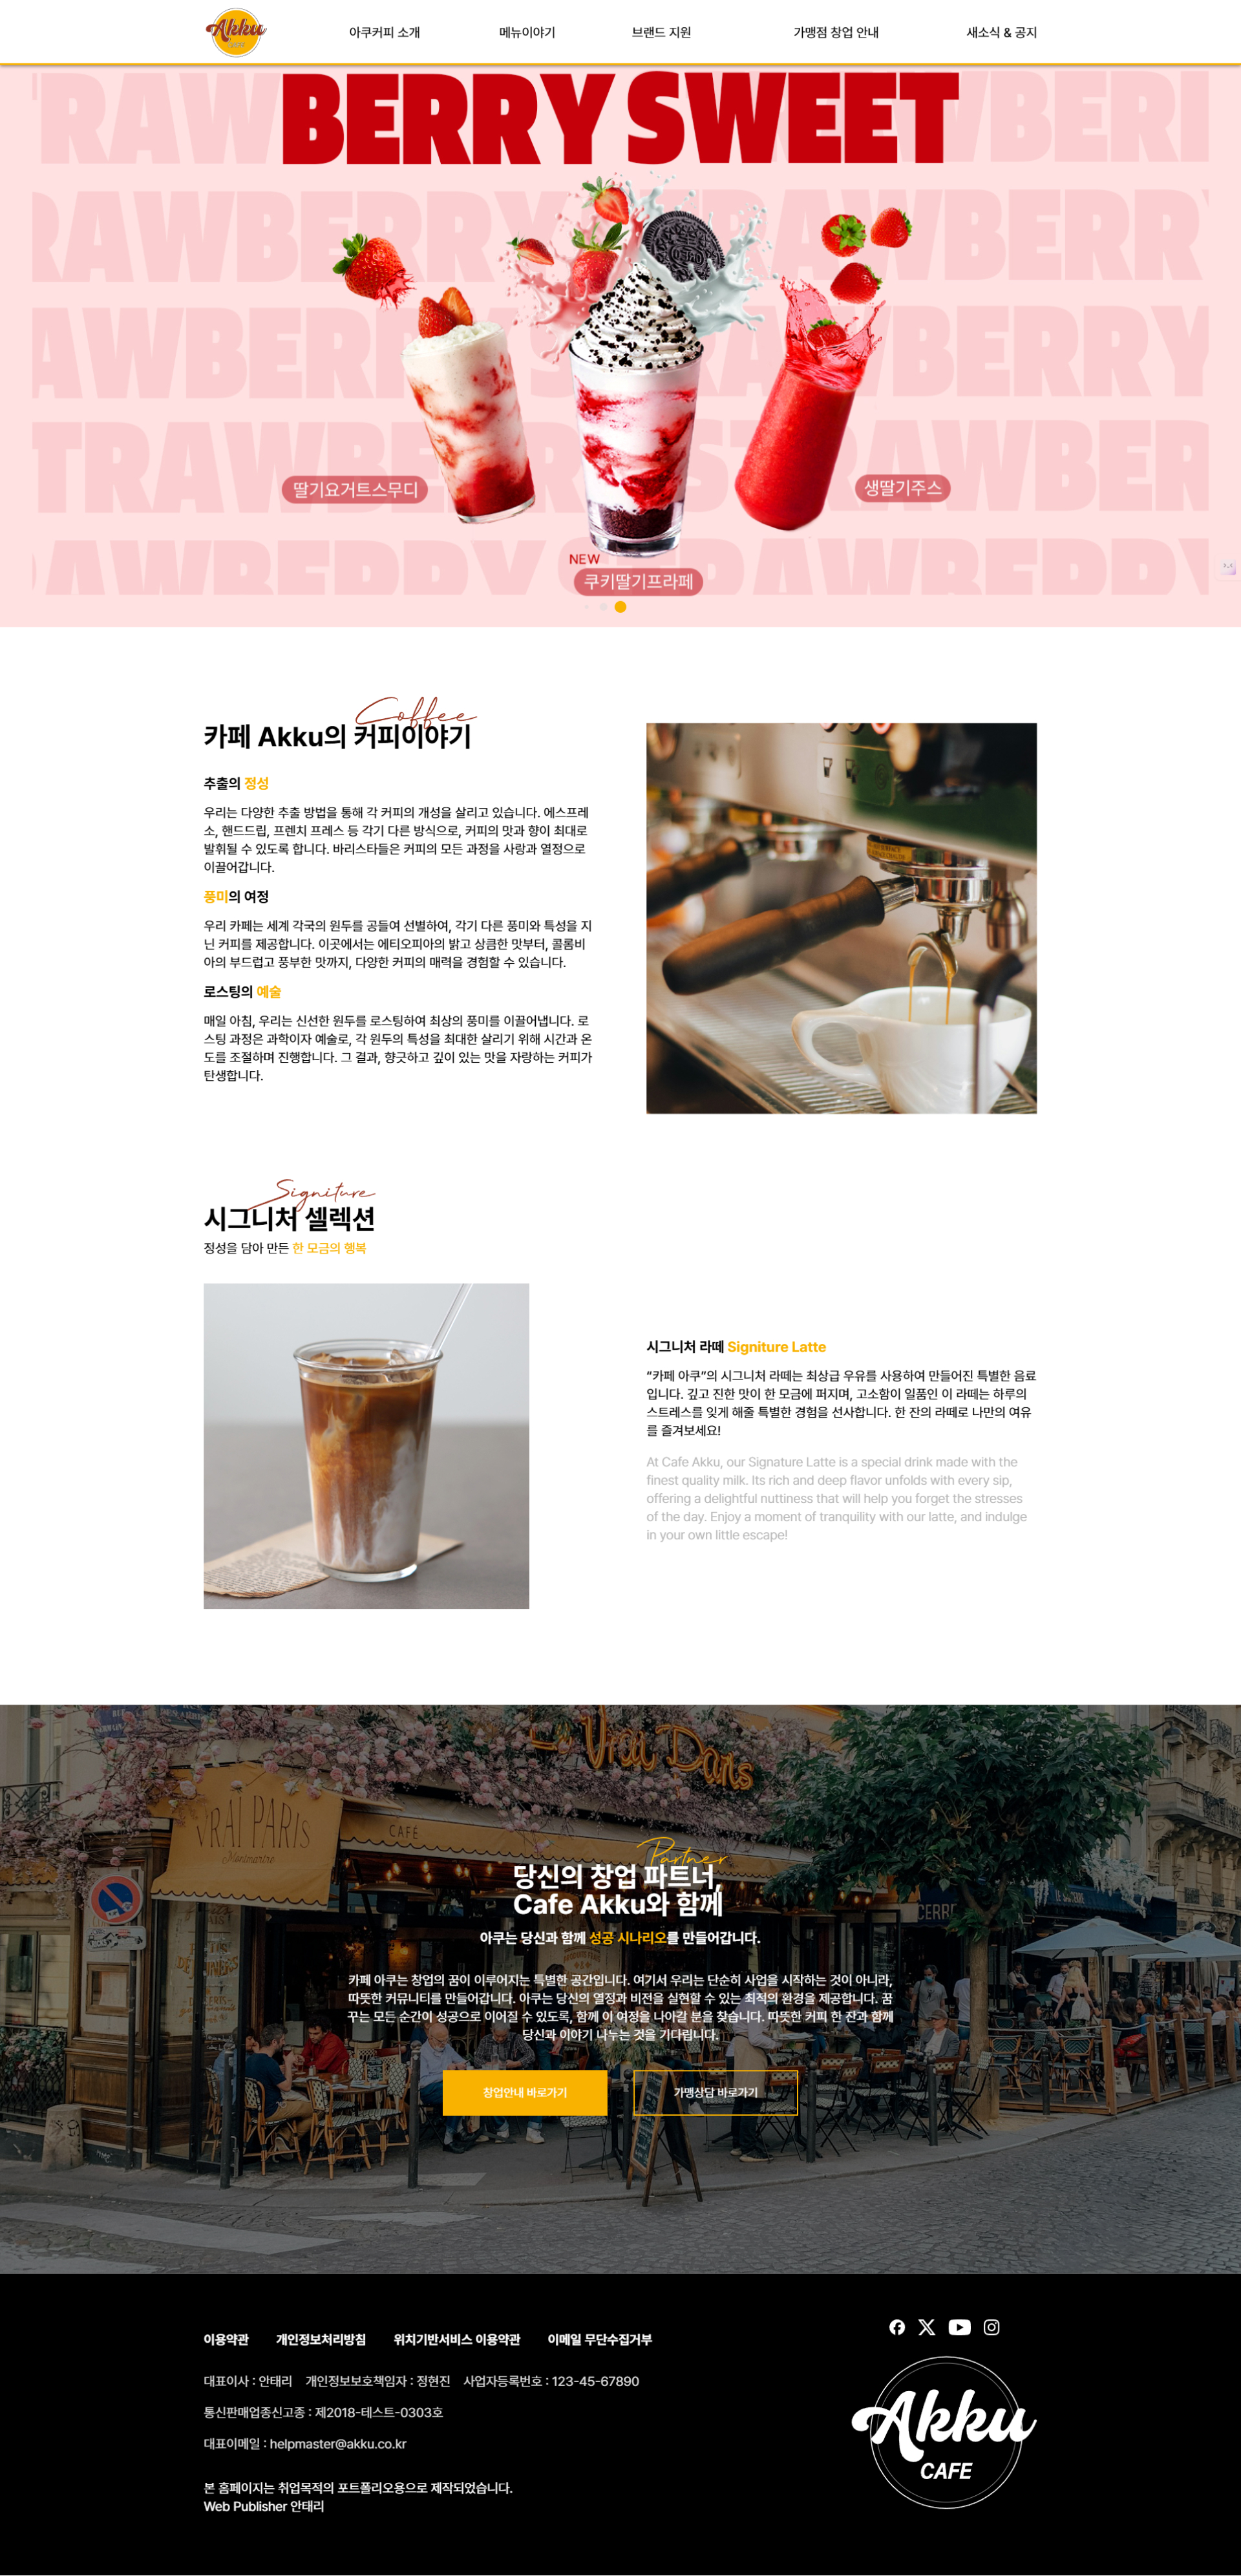 Akku
CAFE
아쿠커피 소개
메뉴이야기
브랜드 지원
가맹점 창업 안내
새소식 & 공지
BERRY SWEET
딸기요거트스무디
생딸기주스
NEW
쿠키딸기프라페
Coffee
카페 Akku의 커피이야기
추출의 정성
우리는 다양한 추출 방법을 통해 각 커피의 개성을 살리고 있습니다. 에스프레
소, 핸드드립, 프렌치 프레스 등 각기 다른 방식으로, 커피의 맛과 향이 최대로
발휘될 수 있도록 합니다. 바리스타들은 커피의 모든 과정을 사랑과 열정으로
이끌어갑니다.
풍미의 여정
우리 카페는 세계 각국의 원두를 공들여 선별하여, 각기 다른 풍미와 특성을 지
닌 커피를 제공합니다. 이곳에서는 에티오피아의 밝고 상큼한 맛부터, 콜롬비
아의 부드럽고 풍부한 맛까지, 다양한 커피의 매력을 경험할 수 있습니다.
로스팅의 예술
매일 아침, 우리는 신선한 원두를 로스팅하여 최상의 풍미를 이끌어냅니다. 로
스팅 과정은 과학이자 예술로, 각 원두의 특성을 최대한 살리기 위해 시간과 온
도를 조절하며 진행합니다. 그 결과, 향긋하고 깊이 있는 맛을 자랑하는 커피가
탄생합니다.
Signiture
시그니처 셀렉션
정성을 담아 만든 한 모금의 행복
시그니처 라떼 Signiture Latte
“카페 아쿠”의 시그니처 라떼는 최상급 우유를 사용하여 만들어진 특별한 음료
입니다. 깊고 진한 맛이 한 모금에 퍼지며, 고소함이 일품인 이 라떼는 하루의
스트레스를 잊게 해줄 특별한 경험을 선사합니다. 한 잔의 라떼로 나만의 여유
를 즐겨보세요!
At Cafe Akku, our Signature Latte is a special drink made with the
finest quality milk. Its rich and deep flavor unfolds with every sip,
offering a delightful nuttiness that will help you forget the stresses
of the day. Enjoy a moment of tranquility with our latte, and indulge
in your own little escape!
Vrai Dans
VRAI PARIS
Montmartre
CAFÉ
Partner
당신의 창업 파트너,
Cafe Akku와 함께
아쿠는 당신과 함께 성공 시나리오를 만들어갑니다.
카페 아쿠는 창업의 꿈이 이루어지는 특별한 공간입니다. 여기서 우리는 단순히 사업을 시작하는 것이 아니라,
따뜻한 커뮤니티를 만들어갑니다. 아쿠는 당신의 열정과 비전을 실현할 수 있는 최적의 환경을 제공합니다. 꿈
꾸는 모든 순간이 성공으로 이어질 수 있도록, 함께 이 여정을 나아갈 분을 찾습니다. 따뜻한 커피 한 잔과 함께
당신과 이야기 나누는 것을 기다립니다.
창업안내 바로가기
가맹상담 바로가기
이용약관
개인정보처리방침
위치기반서비스 이용약관
이메일 무단수집거부
대표이사 : 안태리 개인정보보호책임자 : 정현진 사업자등록번호 : 123-45-67890
통신판매업종신고종 : 제2018-테스트-0303호
대표이메일 : helpmaster@akku.co.kr
본 홈페이지는 취업목적의 포트폴리오용으로 제작되었습니다.
Web Publisher 안태리
Akku
CAFE